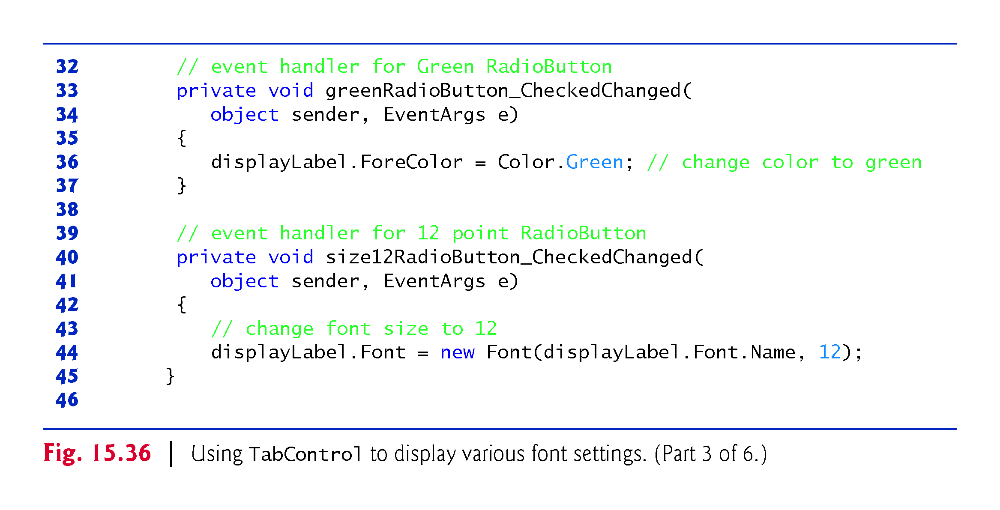 32 // event handler for Green RadioButton
33 private void greenRadioButton_CheckedChanged(
34 object sender, EventArgs e)
35 {
36 displayLabel.ForeColor = Color.Green; // change color to green
37 }
38
39 // event handler for 12 point RadioButton
40 private void size12RadioButton_CheckedChanged(
41 object sender, EventArgs e)
42 {
43 // change font size to 12
44 displayLabel.Font = new Font(displayLabel.Font.Name, 12);
45 }
46
Fig. 15.36 | Using TabControl to display various font settings. (Part 3 of 6.)